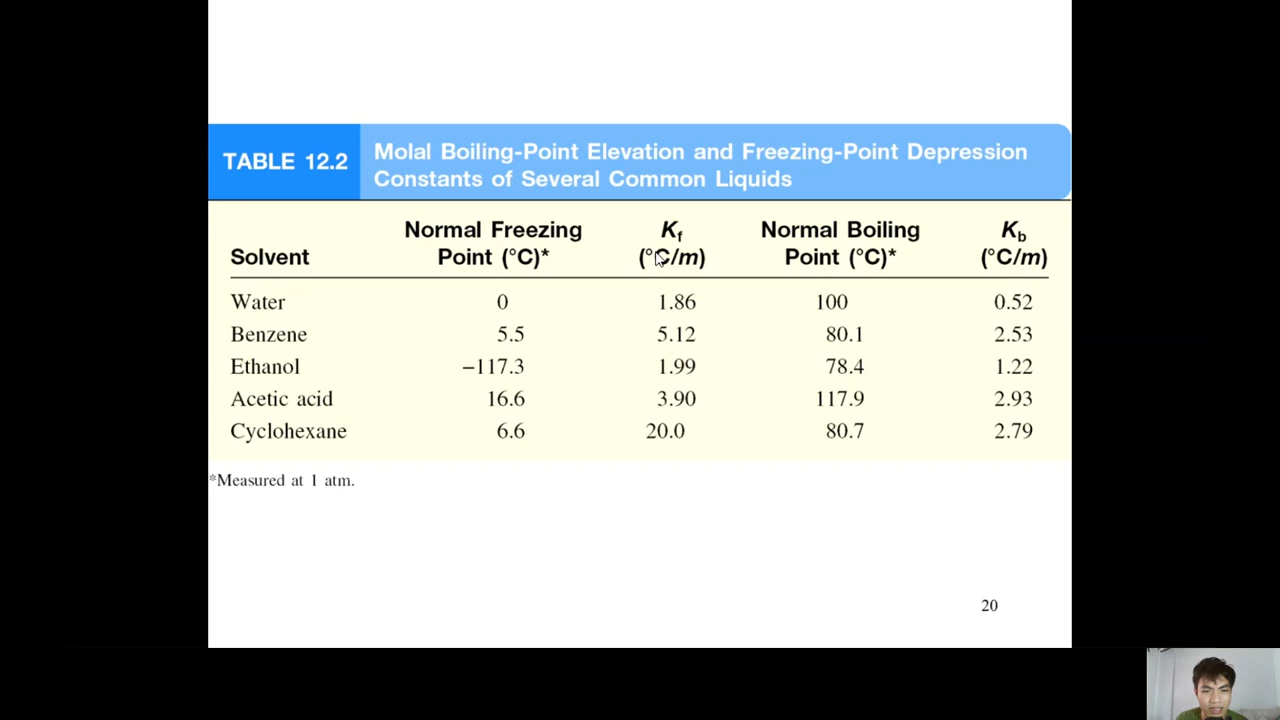 TABLE 12.2
Molal Boiling-Point Elevation and Freezing-Point Depression
Constants of Several Common Liquids
Normal Freezing Kf Normal Boiling Kb
Solvent Point (°C)* (°C/m) Point (°C)* (°C/m)
Water 0 1.86 100 0.52
Benzene 5.5 5.12 80.1 2.53
Ethanol −117.3 1.99 78.4 1.22
Acetic acid 16.6 3.90 117.9 2.93
Cyclohexane 6.6 20.0 80.7 2.79
*Measured at 1 atm.
20